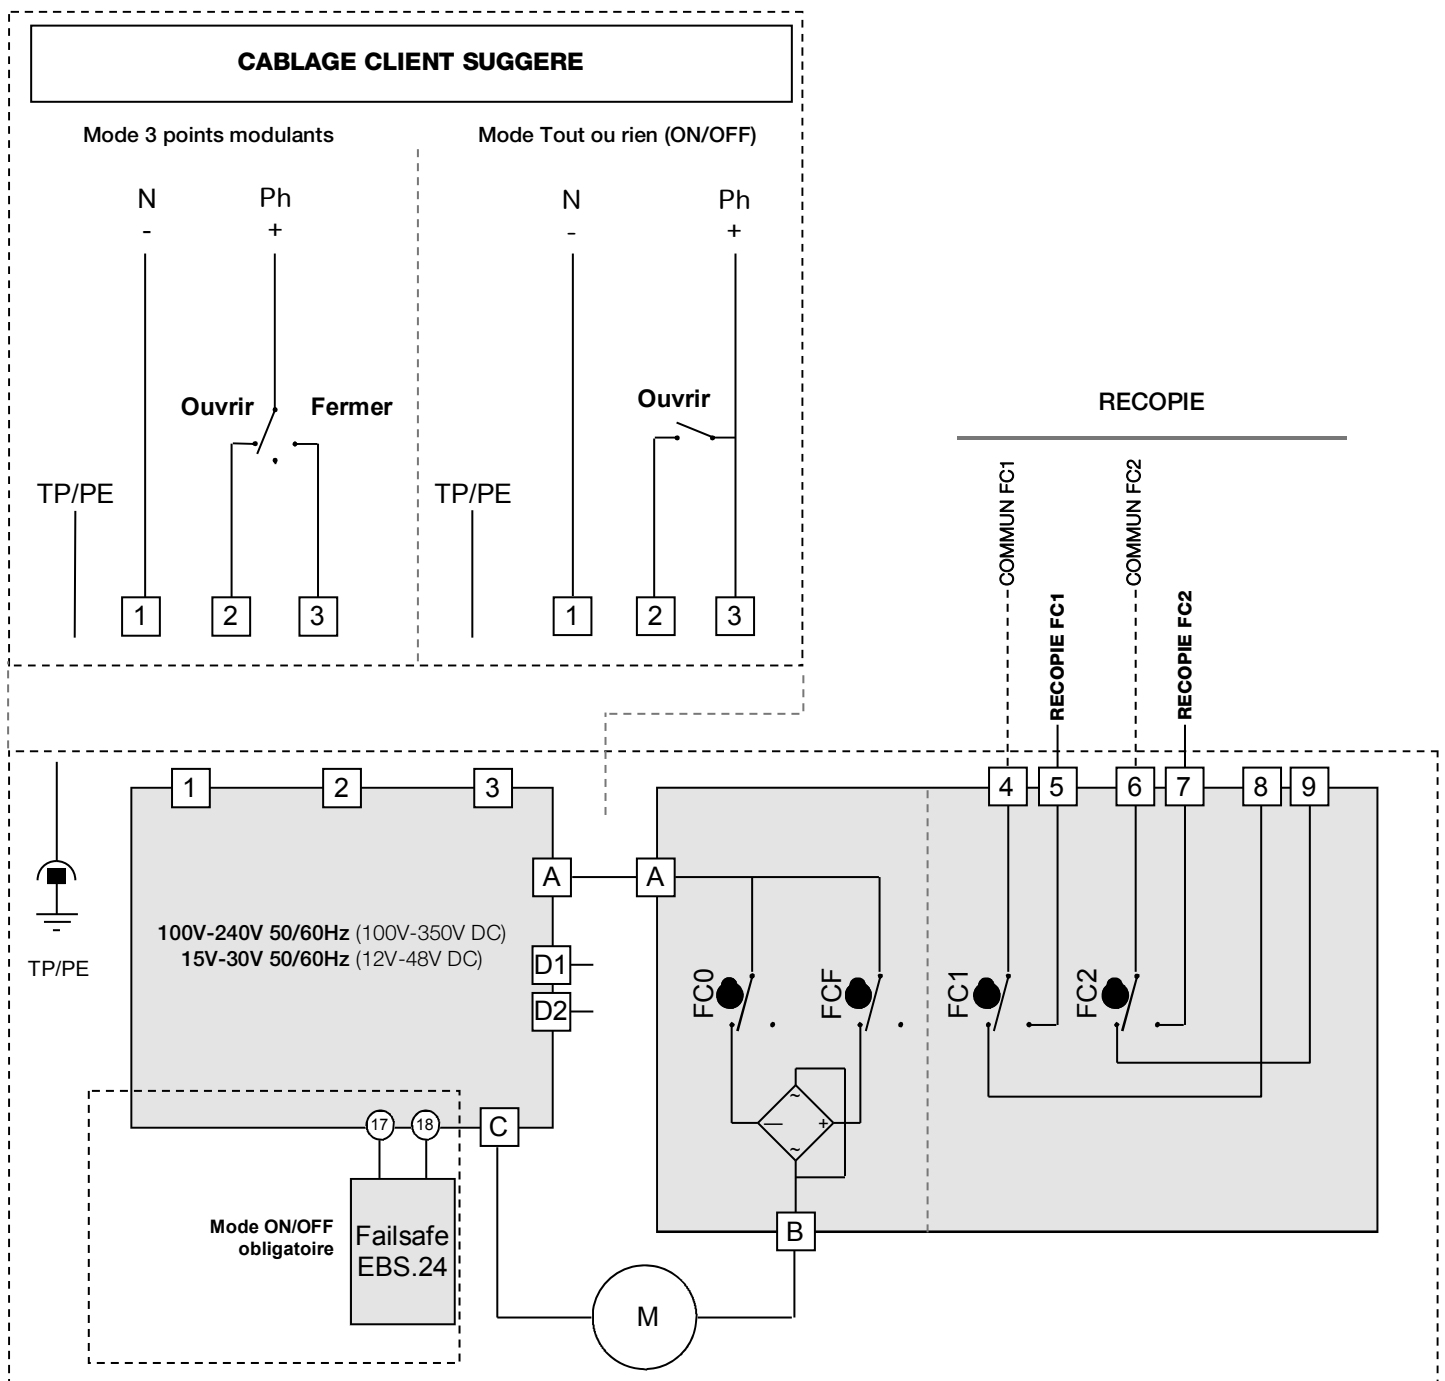 CABLAGE CLIENT SUGGERE
Mode 3 points modulants
Mode Tout ou rien (ON/OFF)
N
Ph
N
Ph
-
+
-
+
Ouvrir
Fermer
Ouvrir
TP/PE
TP/PE
1
2
3
1
2
3
RECOPIE
COMMUN FC1
RECOPIE FC1
COMMUN FC2
RECOPIE FC2
1
2
3
4
5
6
7
8
9
A
A
100V-240V 50/60Hz (100V-350V DC)
15V-30V 50/60Hz (12V-48V DC)
TP/PE
D1
D2
FC0
FCF
FC1
FC2
~
—
+
~
17
18
C
Mode ON/OFF
obligatoire
Failsafe
EBS.24
B
M